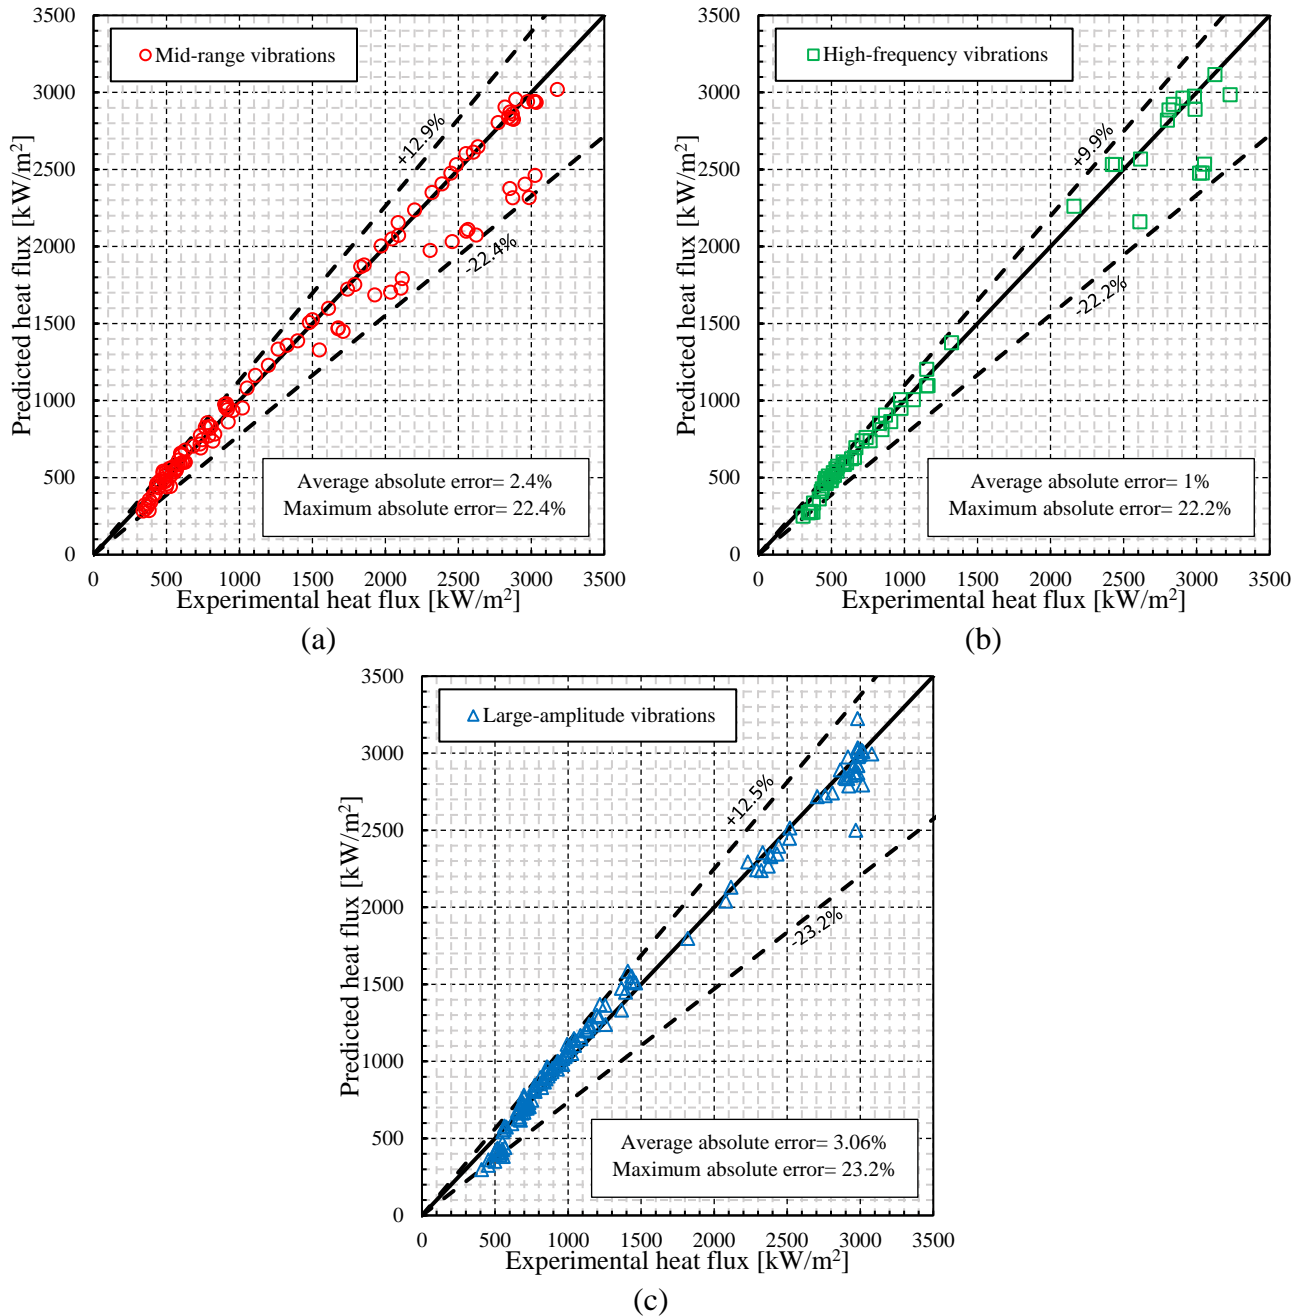 3500
3000
2500
2000
1500
1000
500
0
Predicted heat flux [kW/m²]
Mid-range vibrations
+12.9%
-22.4%
Average absolute error= 2.4%
Maximum absolute error= 22.4%
0 500 1000 1500 2000 2500 3000 3500
Experimental heat flux [kW/m²]
(a)
3500
3000
2500
2000
1500
1000
500
0
Predicted heat flux [kW/m²]
High-frequency vibrations
+9.9%
-22.2%
Average absolute error= 1%
Maximum absolute error= 22.2%
0 500 1000 1500 2000 2500 3000 3500
Experimental heat flux [kW/m²]
(b)
3500
3000
2500
2000
1500
1000
500
0
Predicted heat flux [kW/m²]
Large-amplitude vibrations
+12.5%
-23.2%
Average absolute error= 3.06%
Maximum absolute error= 23.2%
0 500 1000 1500 2000 2500 3000 3500
Experimental heat flux [kW/m²]
(c)